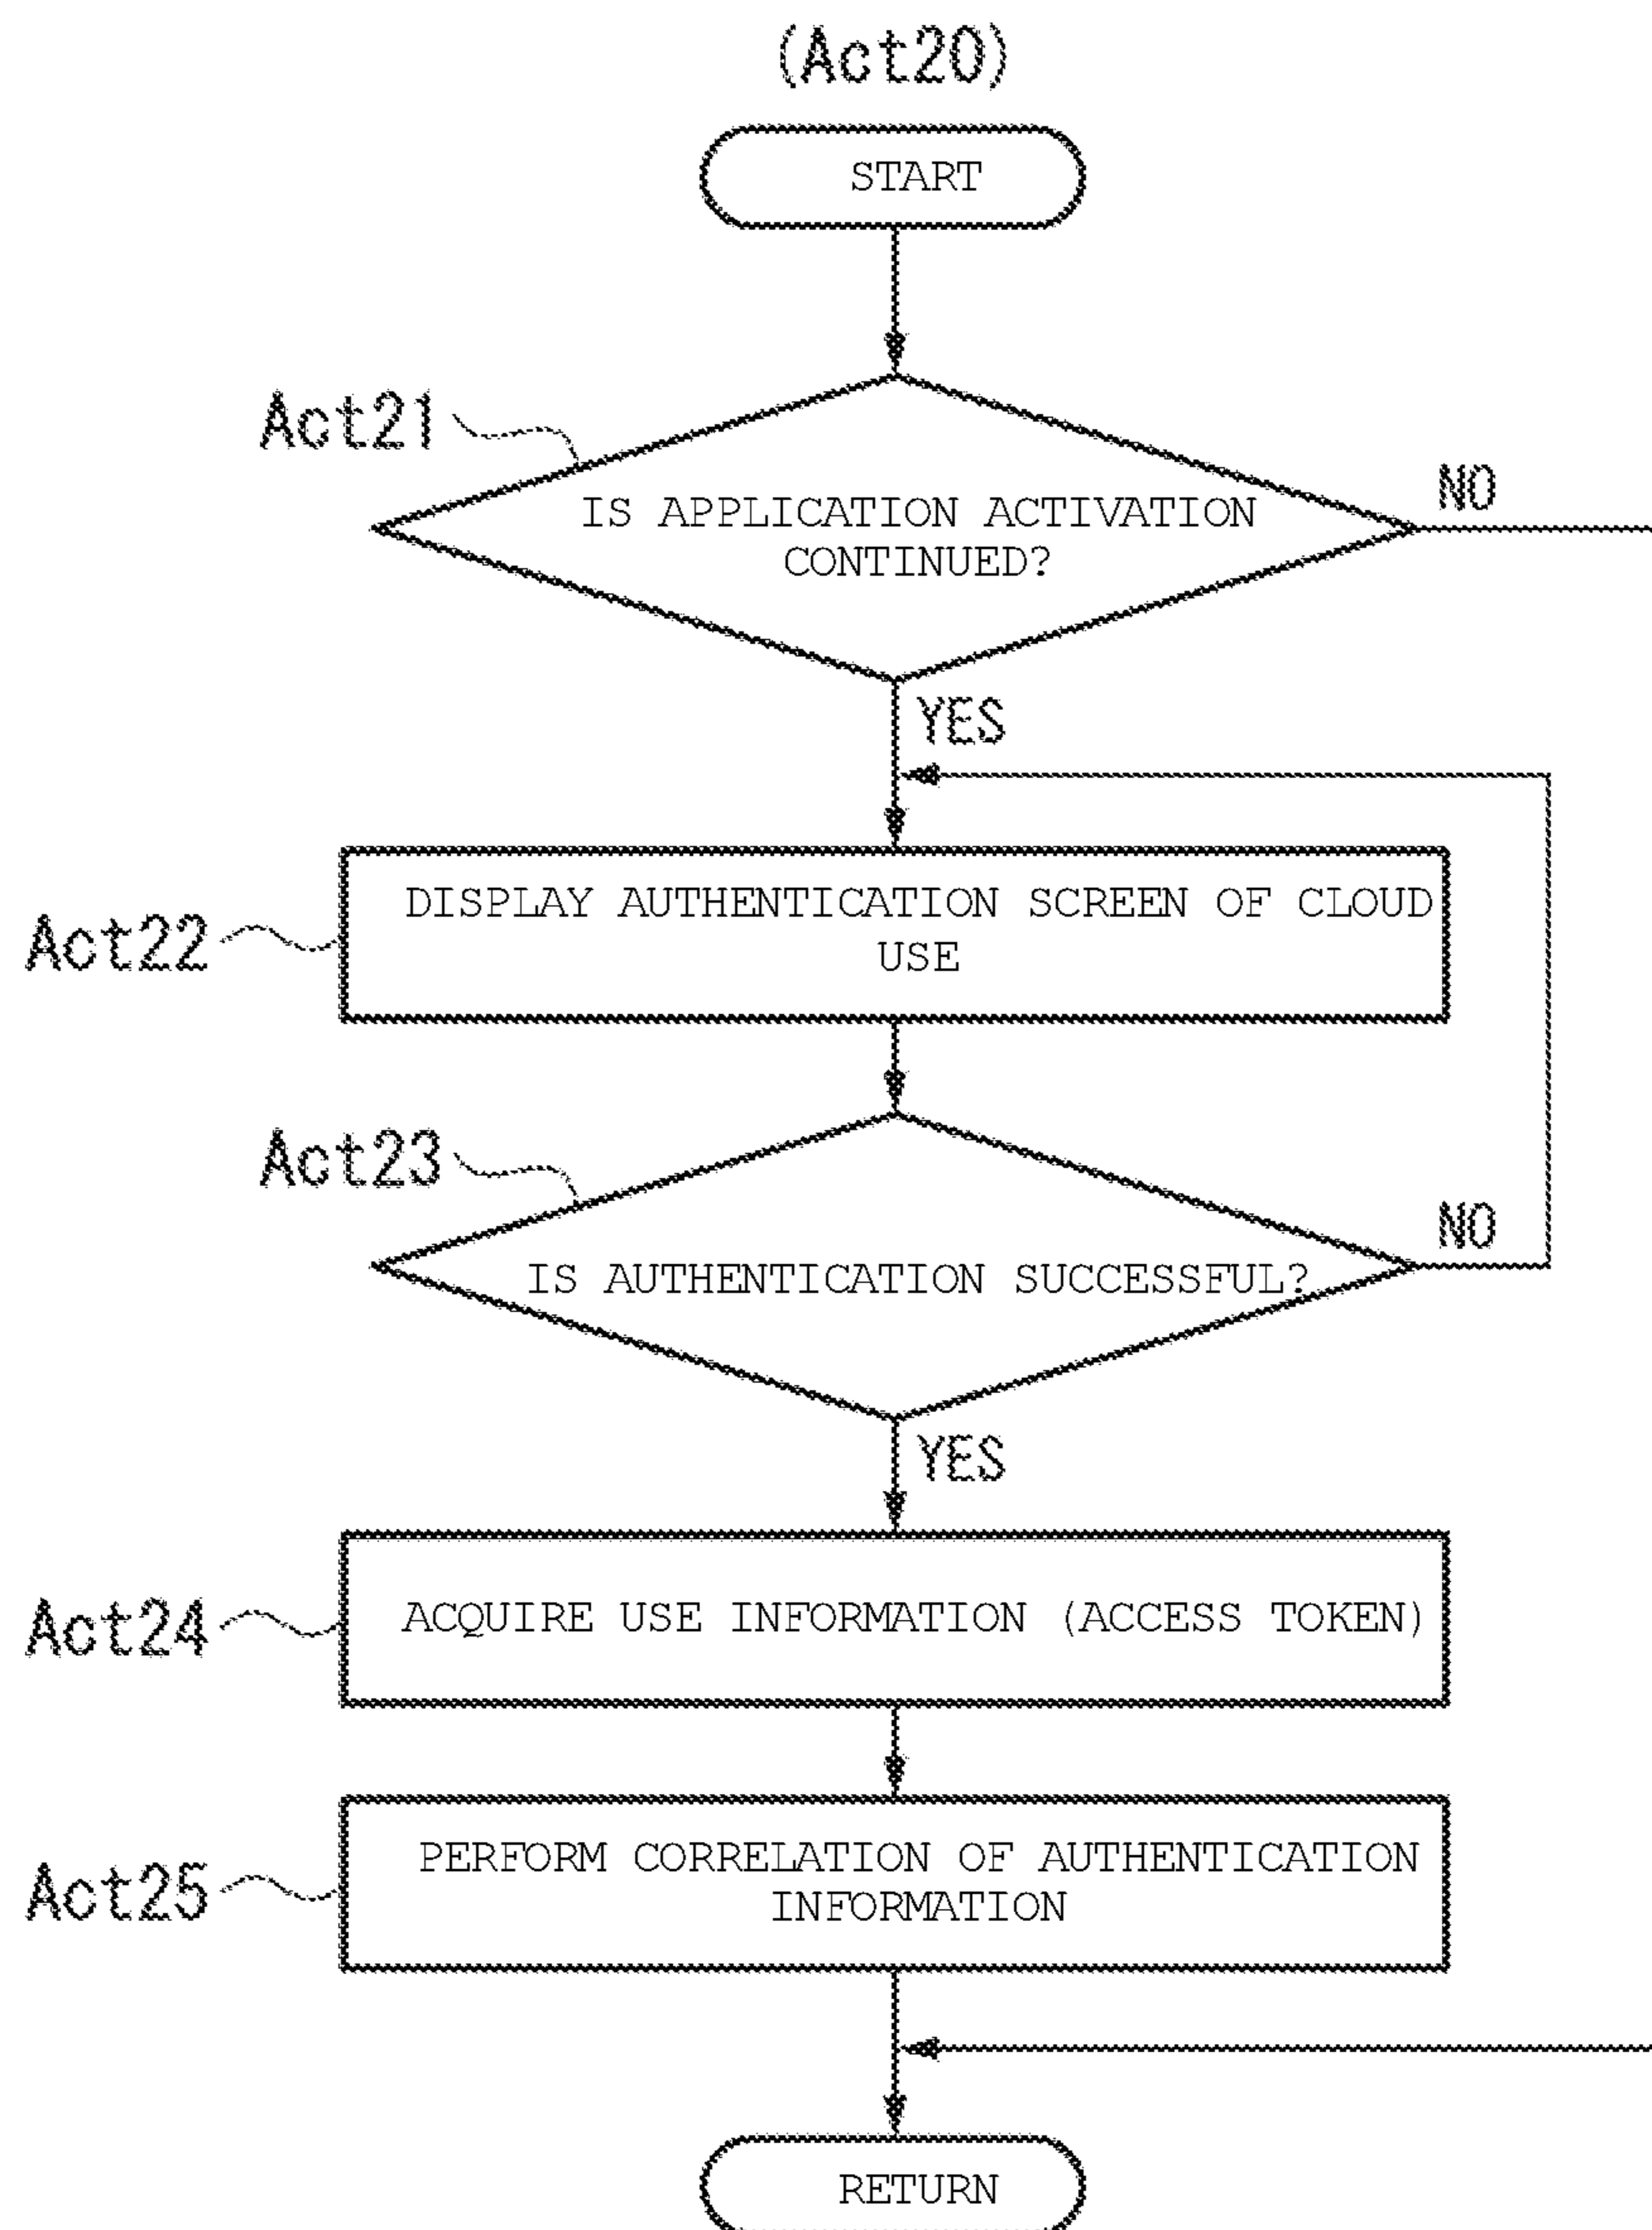 (Act20)
START
Act21
IS APPLICATION ACTIVATION
CONTINUED?
NO
YES
Act22
DISPLAY AUTHENTICATION SCREEN OF CLOUD
USE
Act23
IS AUTHENTICATION SUCCESSFUL?
NO
YES
Act24
ACQUIRE USE INFORMATION (ACCESS TOKEN)
Act25
PERFORM CORRELATION OF AUTHENTICATION
INFORMATION
RETURN